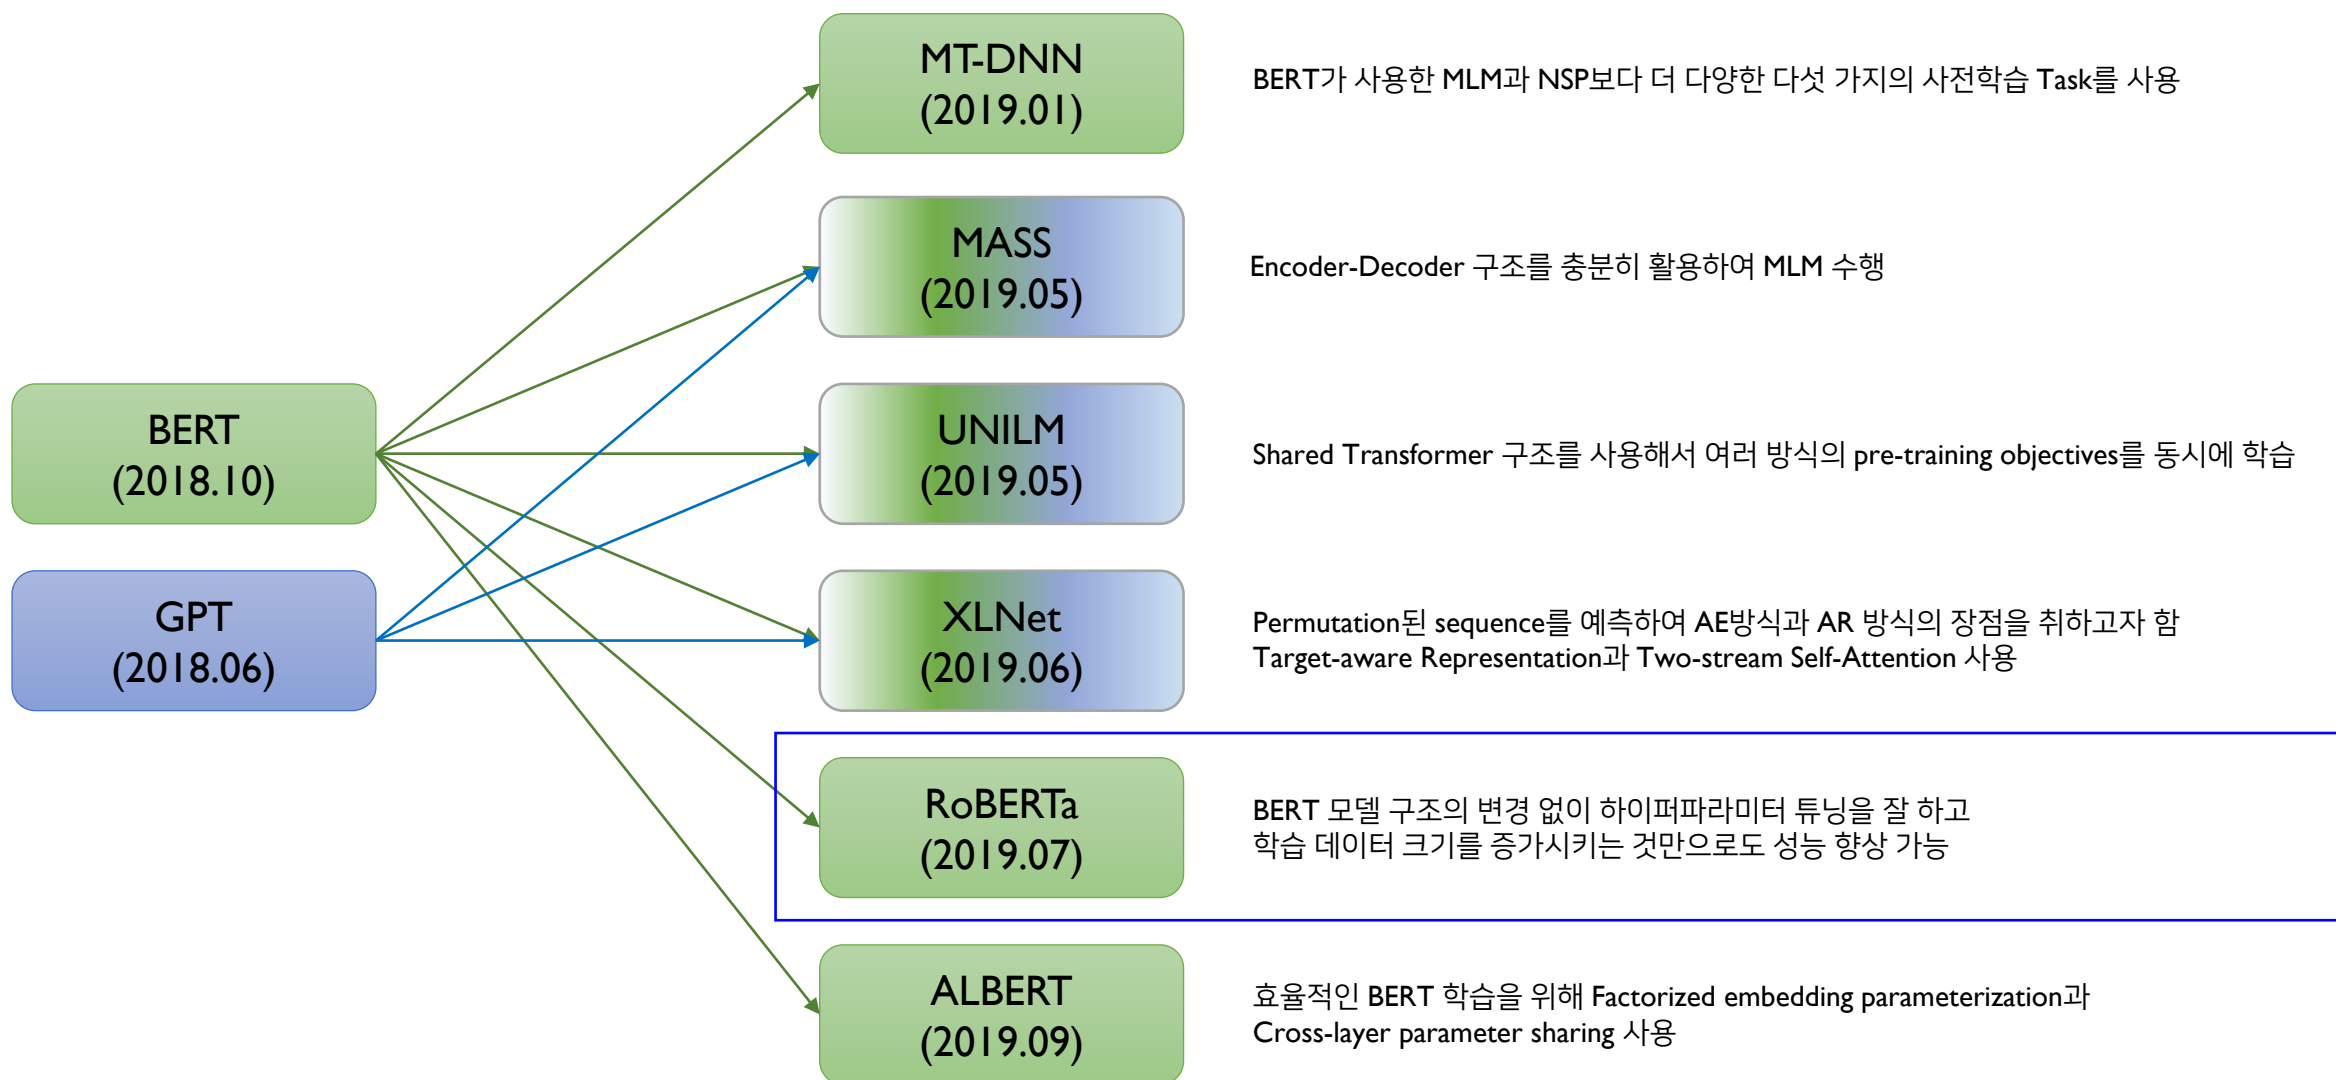 BERT
(2018.10)
GPT
(2018.06)
MT-DNN
(2019.01)
BERT가 사용한 MLM과 NSP보다 더 다양한 다섯 가지의 사전학습 Task를 사용
MASS
(2019.05)
Encoder-Decoder 구조를 충분히 활용하여 MLM 수행
UNILM
(2019.05)
Shared Transformer 구조를 사용해서 여러 방식의 pre-training objectives를 동시에 학습
XLNet
(2019.06)
Permutation된 sequence를 예측하여 AE방식과 AR 방식의 장점을 취하고자 함
Target-aware Representation과 Two-stream Self-Attention 사용
RoBERTa
(2019.07)
BERT 모델 구조의 변경 없이 하이퍼파라미터 튜닝을 잘 하고
학습 데이터 크기를 증가시키는 것만으로도 성능 향상 가능
ALBERT
(2019.09)
효율적인 BERT 학습을 위해 Factorized embedding parameterization과
Cross-layer parameter sharing 사용